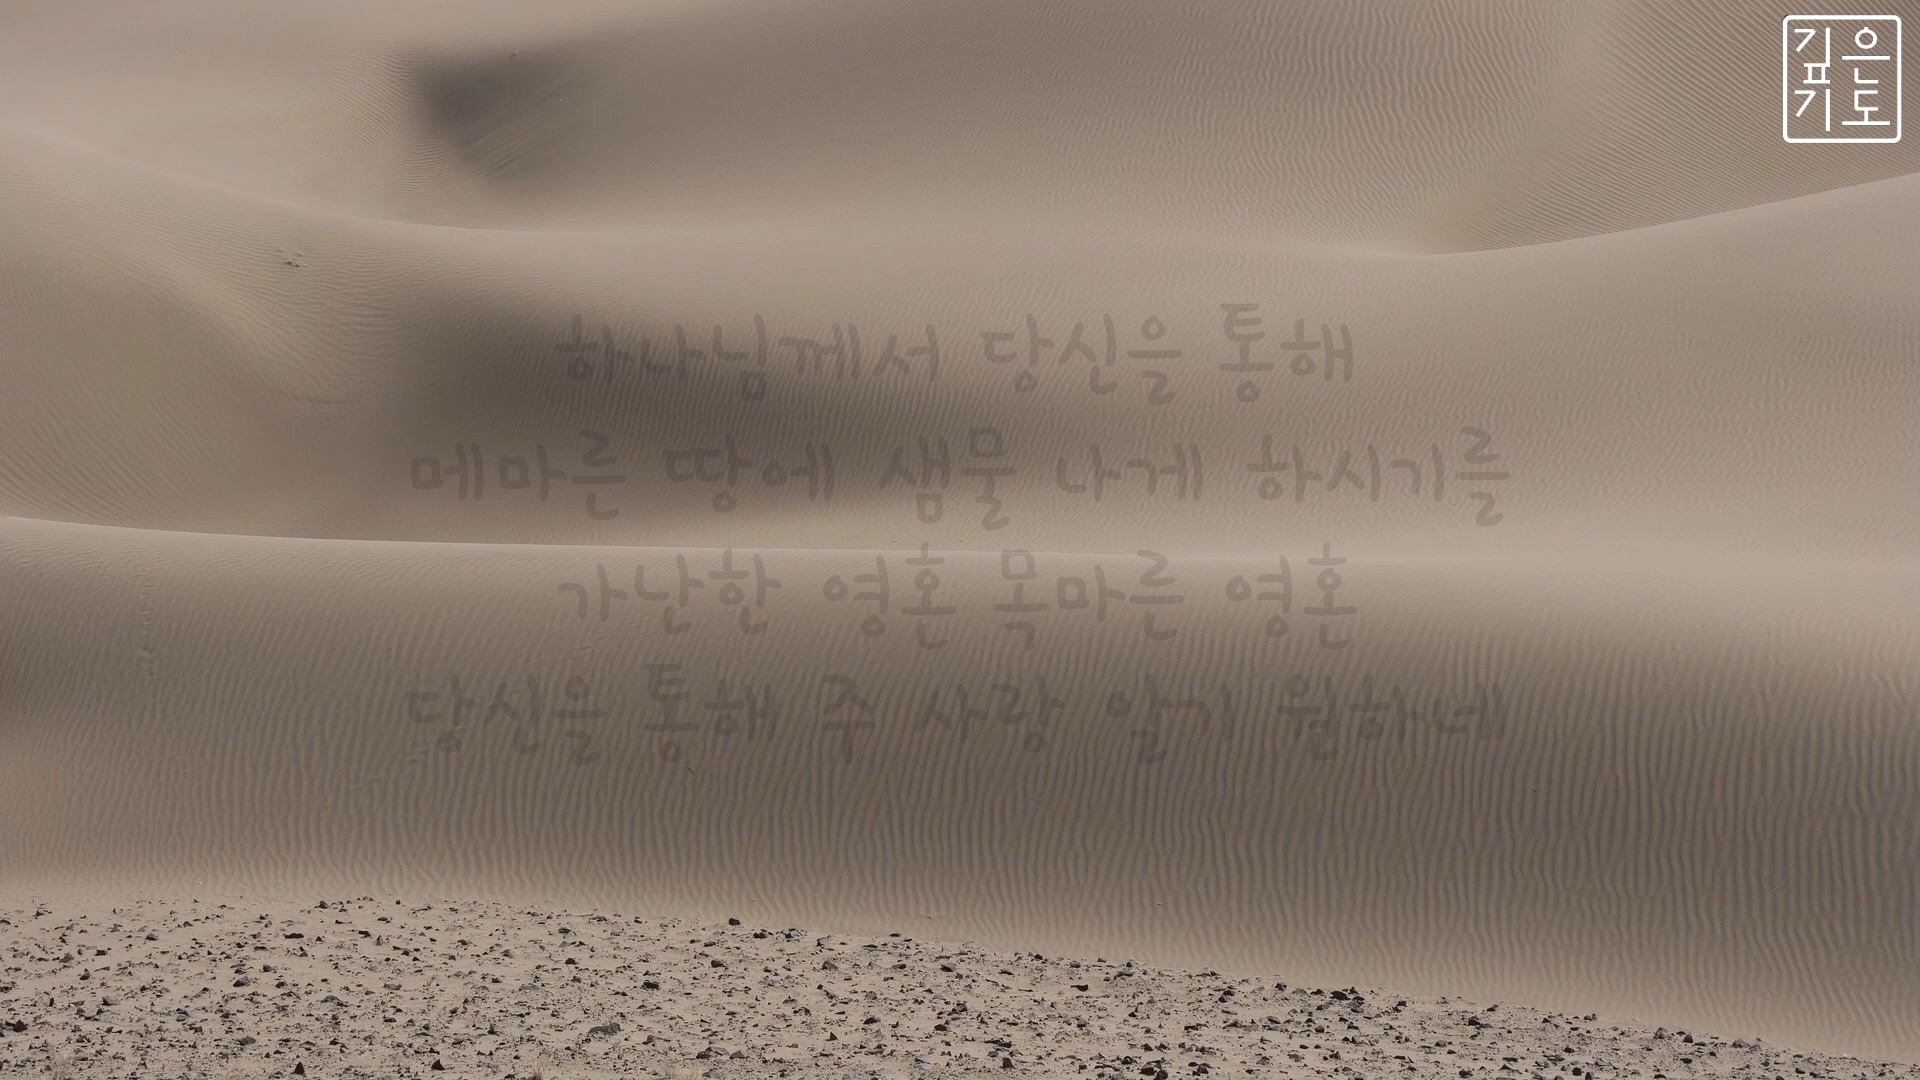 깊은
기도
하나님께서 당신을 통해
메마른 땅에 샘물 나게 하시기를
가난한 영혼 목마른 영혼
당신을 통해 주 사랑 알기 원하네